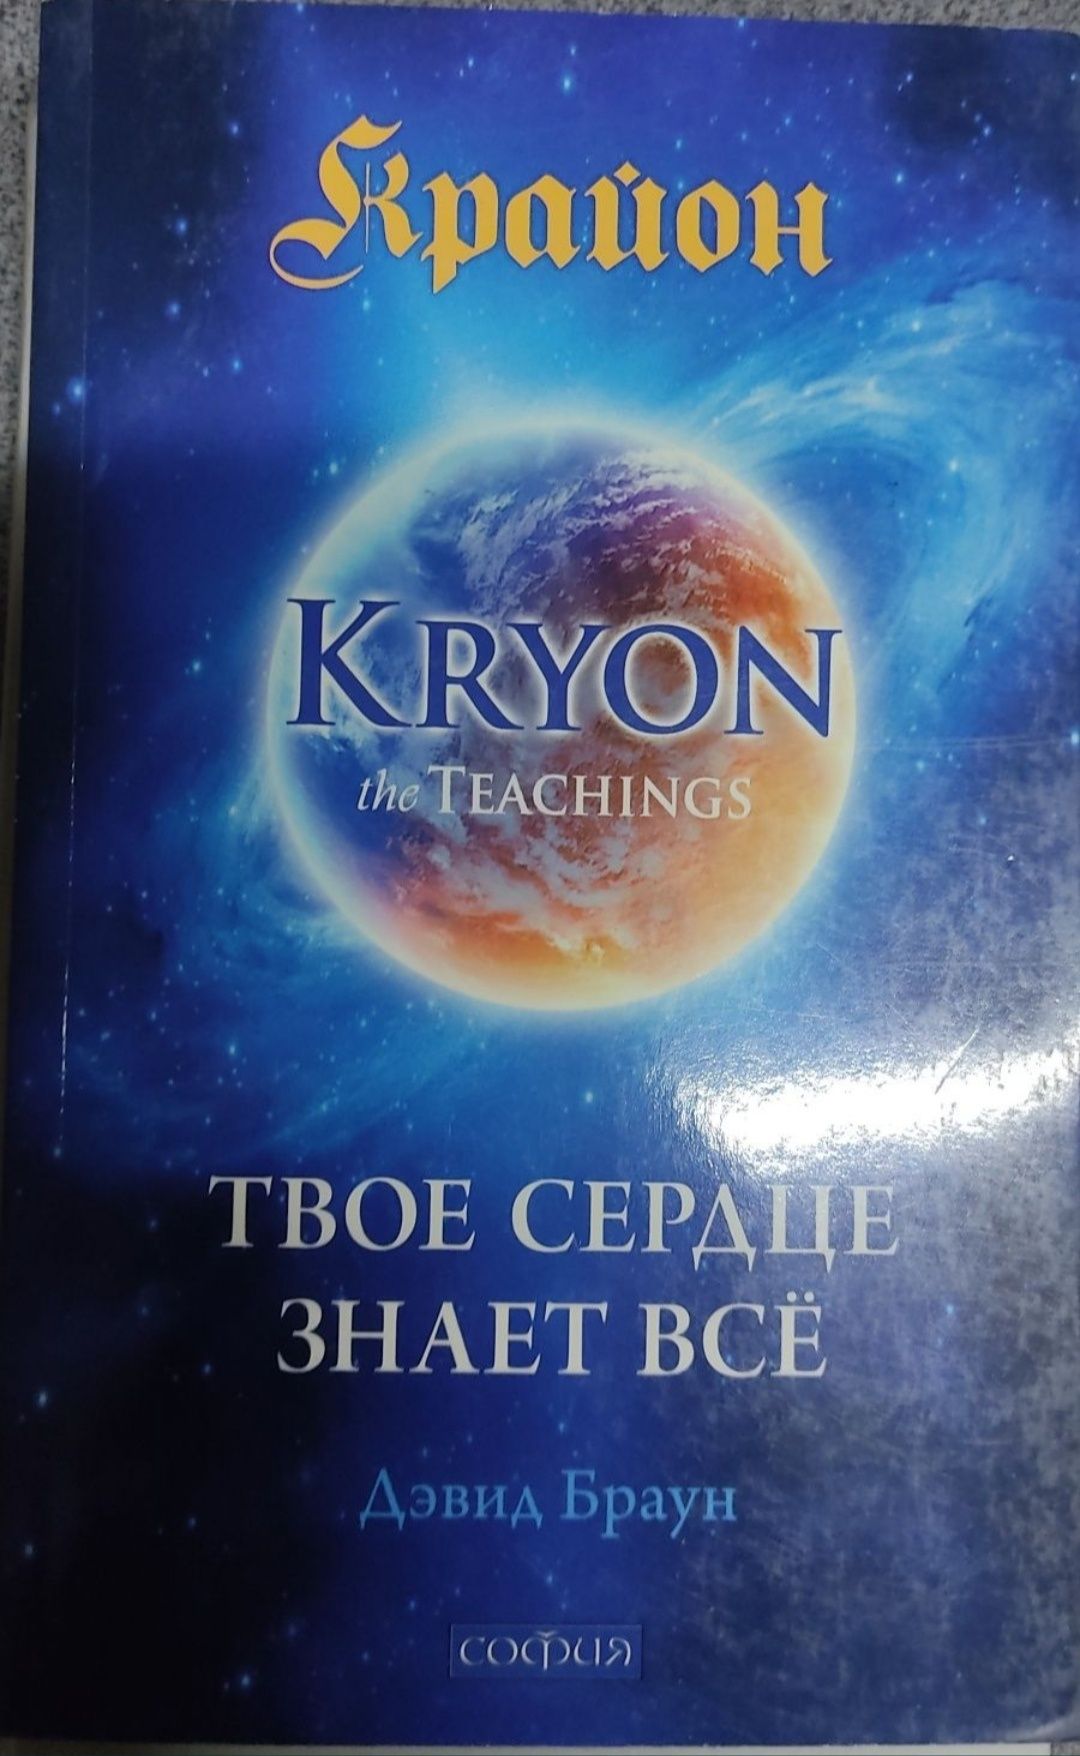 Крайон
KRYON
the TEACHINGS
ТВОЕ СЕРДЦЕ
ЗНАЕТ ВСЁ
Дэвид Браун
СОФИЯ